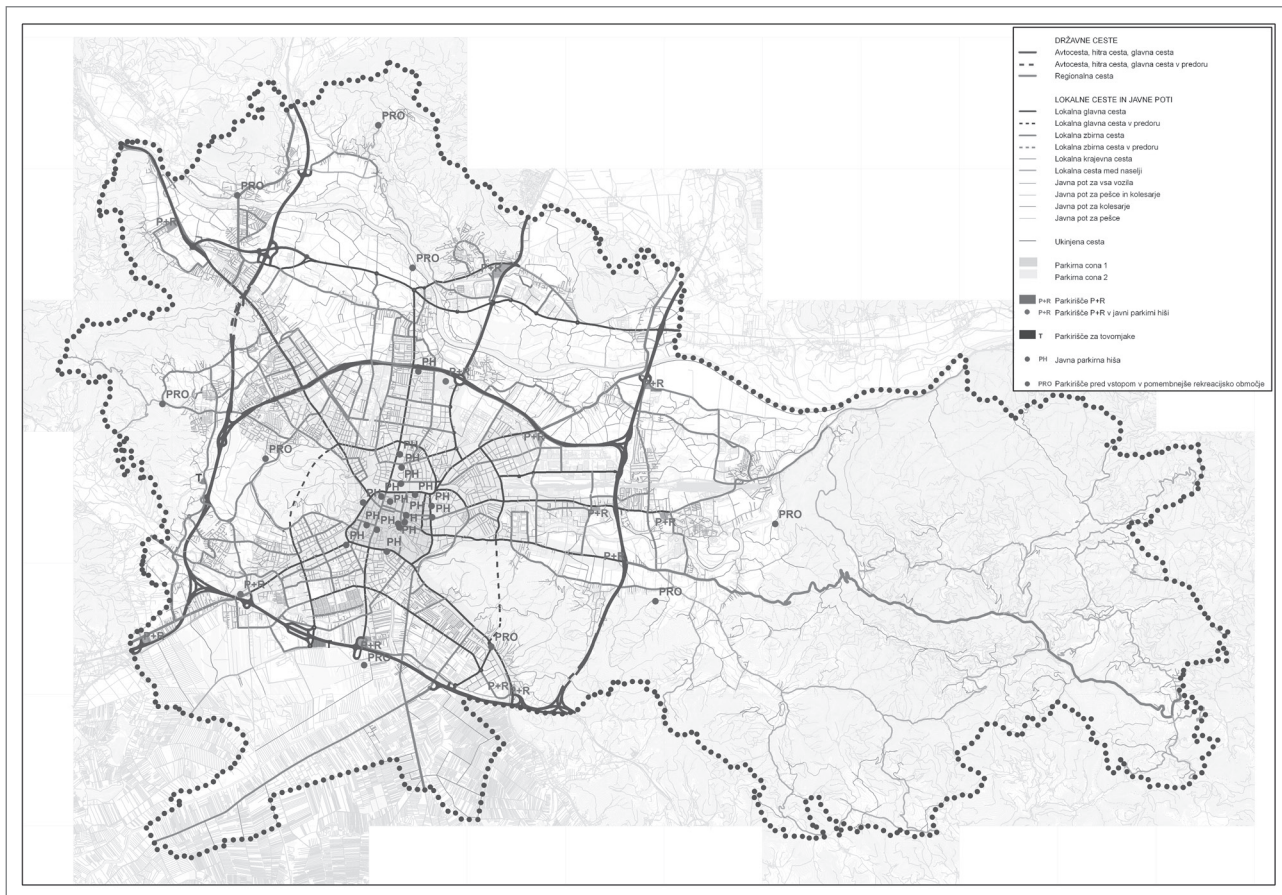 DRŽAVNE CESTE
Avtocesta, hitra cesta, glavna cesta
Avtocesta, hitra cesta, glavna cesta v predoru
Regionalna cesta
LOKALNE CESTE IN JAVNE POTI
Lokalna glavna cesta
Lokalna glavna cesta v predoru
Lokalna zbirna cesta
Lokalna zbirna cesta v predoru
Lokalna krajevna cesta
Lokalna cesta med naselji
Javna pot za vsa vozila
Javna pot za pešce in kolesarje
Javna pot za kolesarje
Javna pot za pešce
Ukinjena cesta
Parkirna cona 1
Parkirna cona 2
P+R Parkirišče P+R
P+R Parkirišče P+R v javni parkirni hiši
T Parkirišče za tovornjake
PH Javna parkirna hiša
PRO Parkirišče pred vstopom v pomembnejše rekreacijsko območje
PRO
PRO
P+R
PRO
P+R
PH
P+R
P+R
PRO
P+R
PH
PRO
PH
T
PH
PH
PH
PH
PH
PH
PH
PH
P+R
P+R
PRO
PH
PH
PH
PH
PH
P+R
P+R
PRO
P+R
T
P+R
PRO
PRO
P+R
P+R